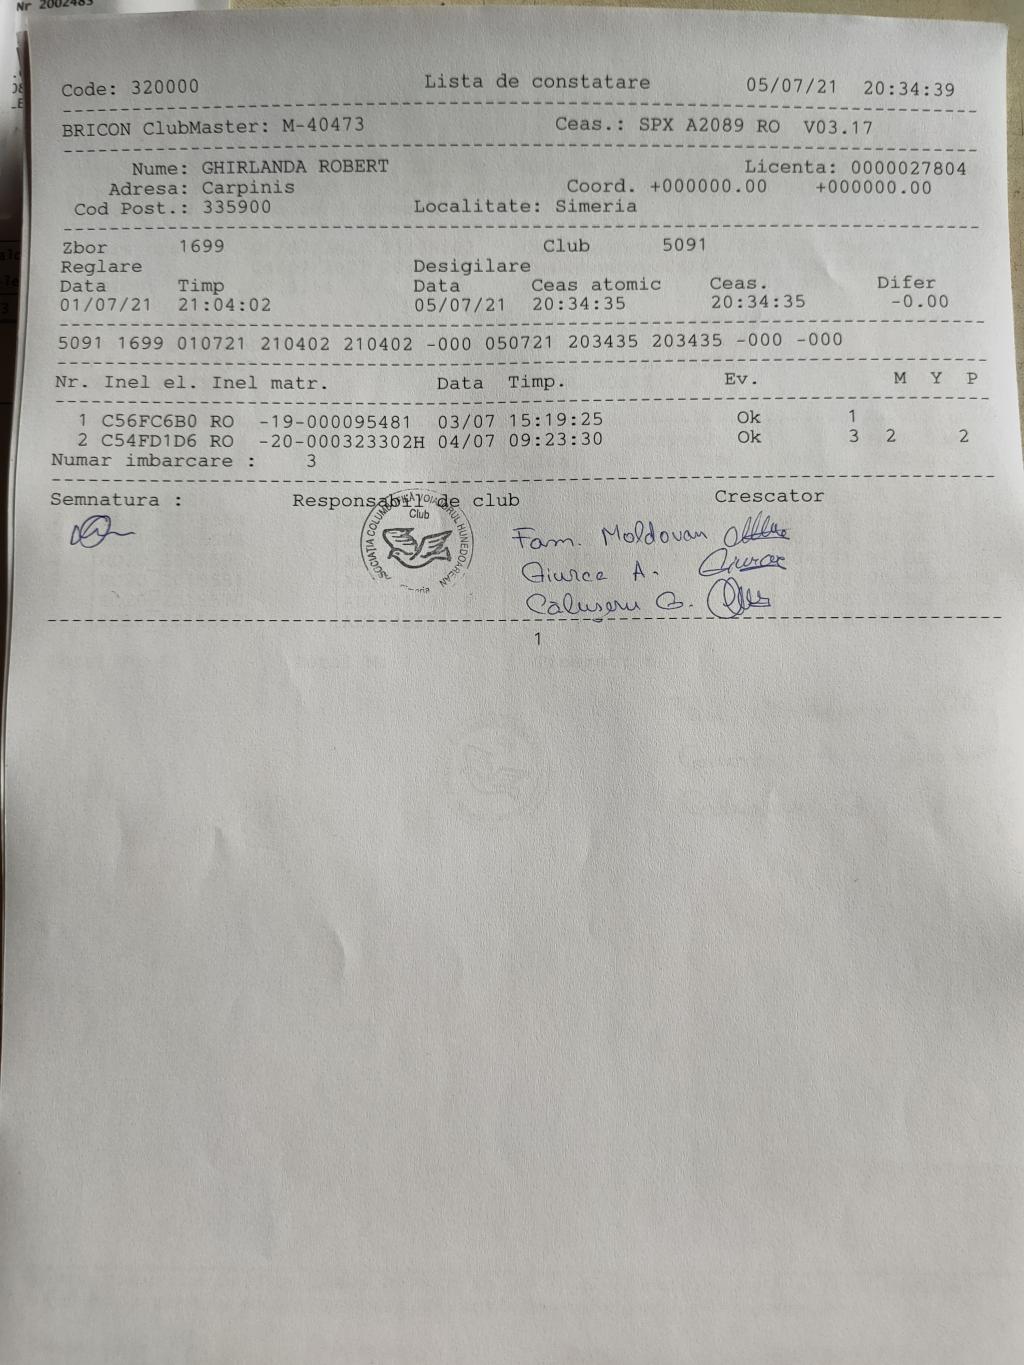 Nr 2002483
Code: 320000 Lista de constatare 05/07/21 20:34:39
BRICON ClubMaster: M-40473 Ceas.: SPX A2089 RO V03.17
Nume: GHIRLANDA ROBERT Licenta: 0000027804
Adresa: Carpinis Coord. +000000.00 +000000.00
Cod Post.: 335900 Localitate: Simeria
Zbor 1699 Club 5091
Reglare Desigilare
Data Timp Data Ceas atomic Ceas. Difer
01/07/21 21:04:02 05/07/21 20:34:35 20:34:35 -0.00
5091 1699 010721 210402 210402 -000 050721 203435 203435 -000 -000
Nr. Inel el. Inel matr. Data Timp. Ev. M Y P
1 C56FC6B0 RO -19-000095481 03/07 15:19:25 Ok 1
2 C54FD1D6 RO -20-000323302H 04/07 09:23:30 Ok 3 2 2
Numar imbarcare : 3
Semnatura : Responsabil de club Crescator
ASOCIATIA COLUMBOFILĂ VOIAJORUL HUNEDOAREAN
Club
Fam. Moldovan
Giurca A.
Caluseru G.
1